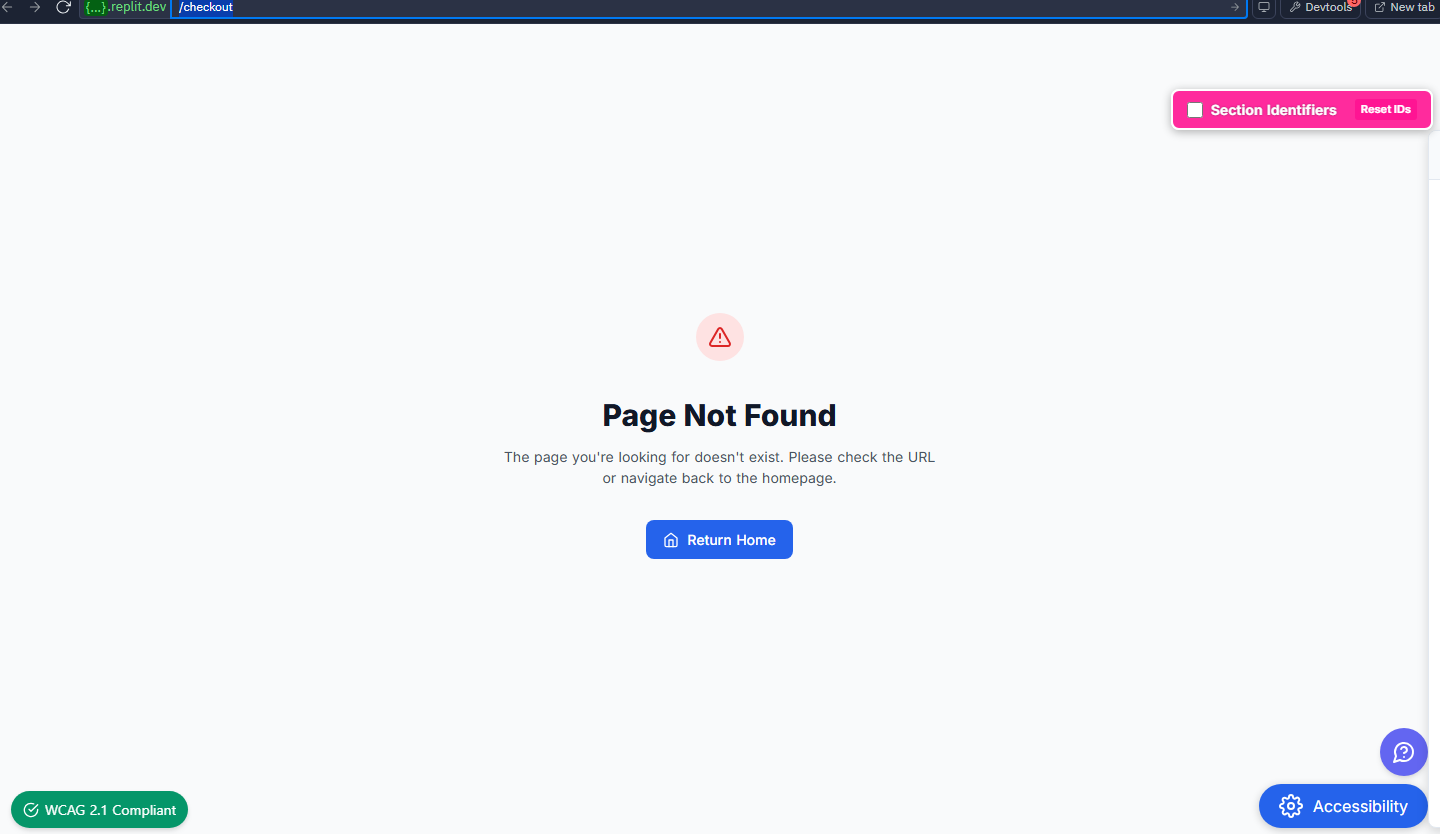 {...}.replit.dev /checkout
Devtools
New tab
Section Identifiers Reset IDs
Page Not Found
The page you're looking for doesn't exist. Please check the URL
or navigate back to the homepage.
Return Home
WCAG 2.1 Compliant
Accessibility